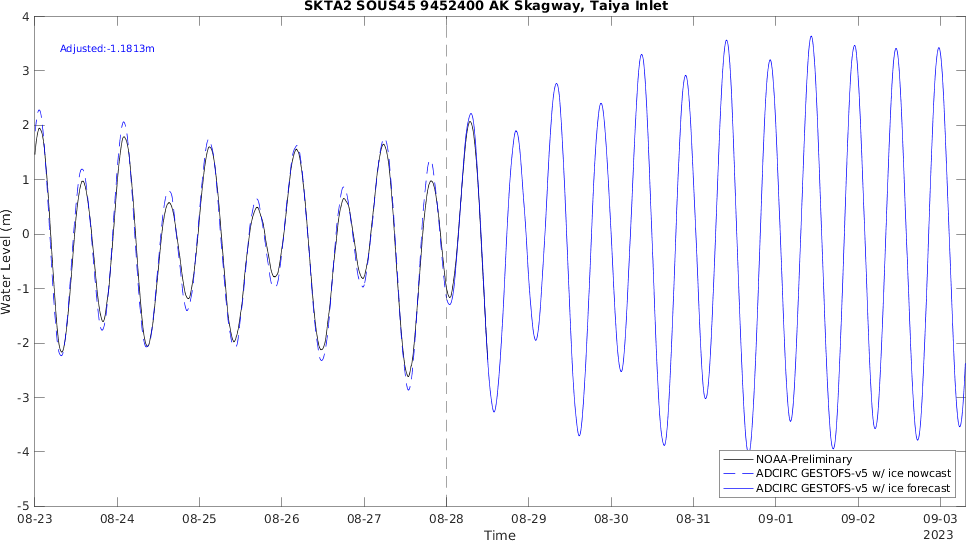 SKTA2 SOUS45 9452400 AK Skagway, Taiya Inlet
Adjusted:-1.1813m
4
3
2
1
0
-1
-2
-3
-4
-5
Water Level (m)
NOAA-Preliminary
ADCIRC GESTOFS-v5 w/ ice nowcast
ADCIRC GESTOFS-v5 w/ ice forecast
08-23 08-24 08-25 08-26 08-27 08-28 08-29 08-30 08-31 09-01 09-02 09-03
Time
2023